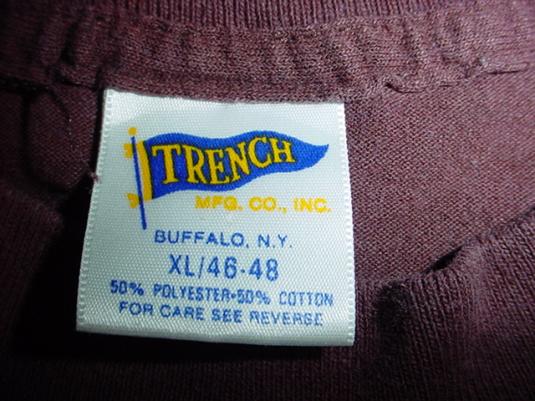 TRENCH
MFG. CO., INC.
BUFFALO, N.Y.
XL/46-48
50% POLYESTER•50% COTTON
FOR CARE SEE REVERSE